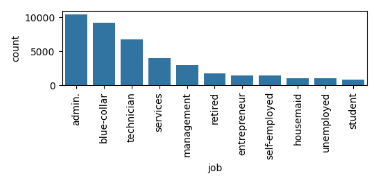 10000
5000
0
count
admin.
blue-collar
technician
services
management
retired
entrepreneur
self-employed
housemaid
unemployed
student
job